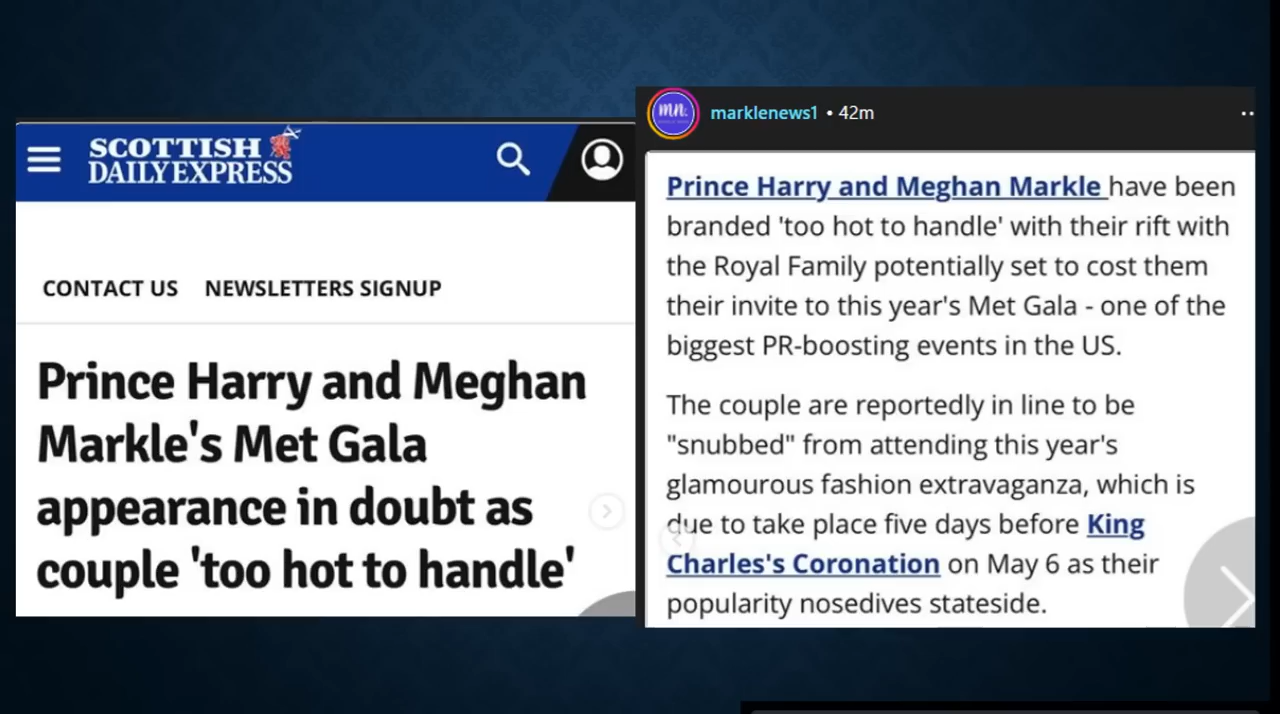 SCOTTISH
DAILY EXPRESS
CONTACT US NEWSLETTERS SIGNUP
Prince Harry and Meghan
Markle's Met Gala
appearance in doubt as
couple 'too hot to handle'
mn.
marklenews1 • 42m
Prince Harry and Meghan Markle have been
branded 'too hot to handle' with their rift with
the Royal Family potentially set to cost them
their invite to this year's Met Gala - one of the
biggest PR-boosting events in the US.
The couple are reportedly in line to be
"snubbed" from attending this year's
glamourous fashion extravaganza, which is
due to take place five days before King
Charles's Coronation on May 6 as their
popularity nosedives stateside.